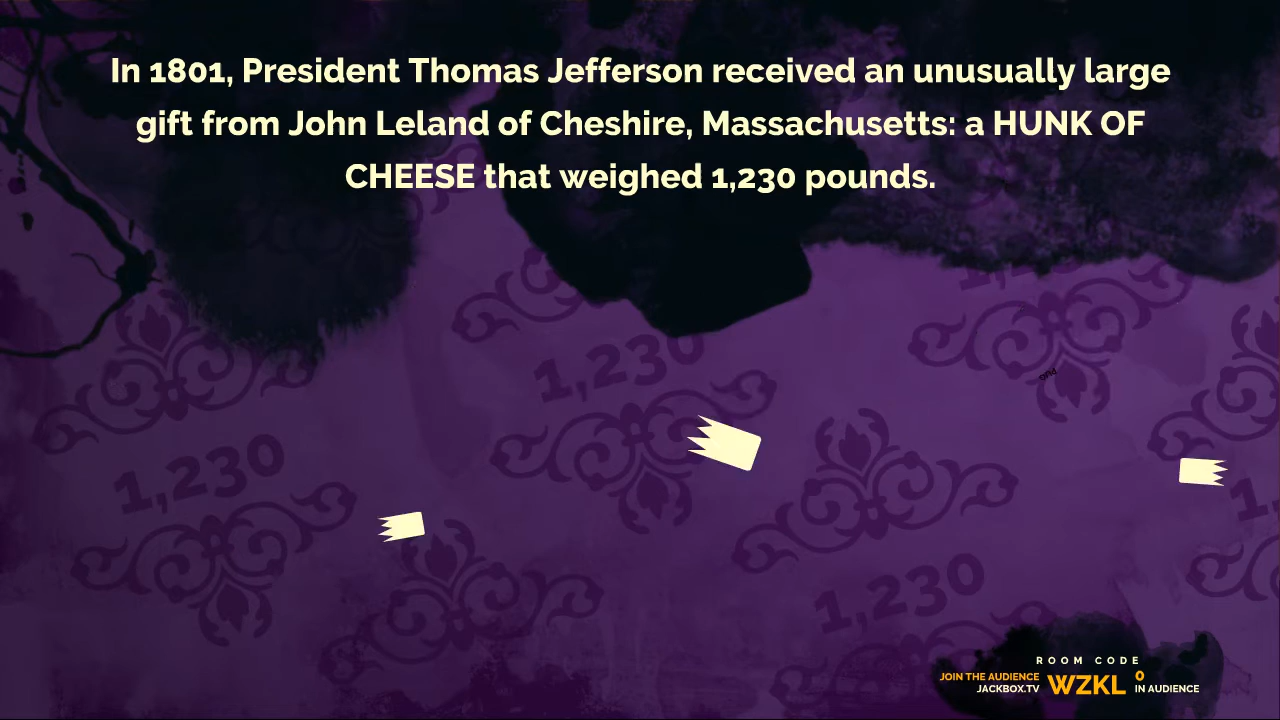 In 1801, President Thomas Jefferson received an unusually large
gift from John Leland of Cheshire, Massachusetts: a HUNK OF
CHEESE that weighed 1,230 pounds.
1,230
1,230
1,230
1,230
ROOM CODE
JOIN THE AUDIENCE
JACKBOX.TV
WZKL
0
IN AUDIENCE